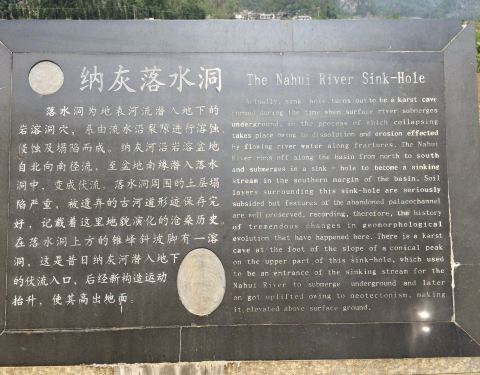 纳灰落水洞
落水洞为地表河流潜入地下的
岩溶洞穴，系由流水沿裂隙进行溶蚀
侵蚀及塌陷而成。纳灰河沿岩溶盆地
自北向南径流，至盆地南缘潜入落水
洞中，变成伏流。落水洞周围的土层塌
陷严重，被遗弃的古河道形迹保存完
好，记载着这里地貌演化的沧桑历史
在落水洞上方的锥峰斜坡脚有一溶
洞，这是昔日纳灰河潜入地下
的伏流入口，后经新构造运动
抬升，使其高出地面.
The Nahui River Sink-Hole
Actually, sink- hole turns out to be a karst cave
formed during the time when surface river submerges
underground, in the process of which collapsing
takes place owing to dissolution and erosion effected
by flowing river water along fractures. The Nahui
River runs off along the basin from north to south
and submerges in a sink - hole to become a sinking
stream in the southern margin of the basin. Soil
layers surrounding this sink-hole are seriously
subsided but features of the abandoned palaeochannel
are well preserved, recording, therefore, the history
of tremendous changes in geomorphological
evolution that have happened here. There is a karst
cave at the foot of the slope of a conical peak
on the upper part of this sink-hole, which used
to be an entrance of the sinking stream for the
Nahui River to submerge underground and later
on got uplifted owing to neotectonism, making
it elevated above surface ground.